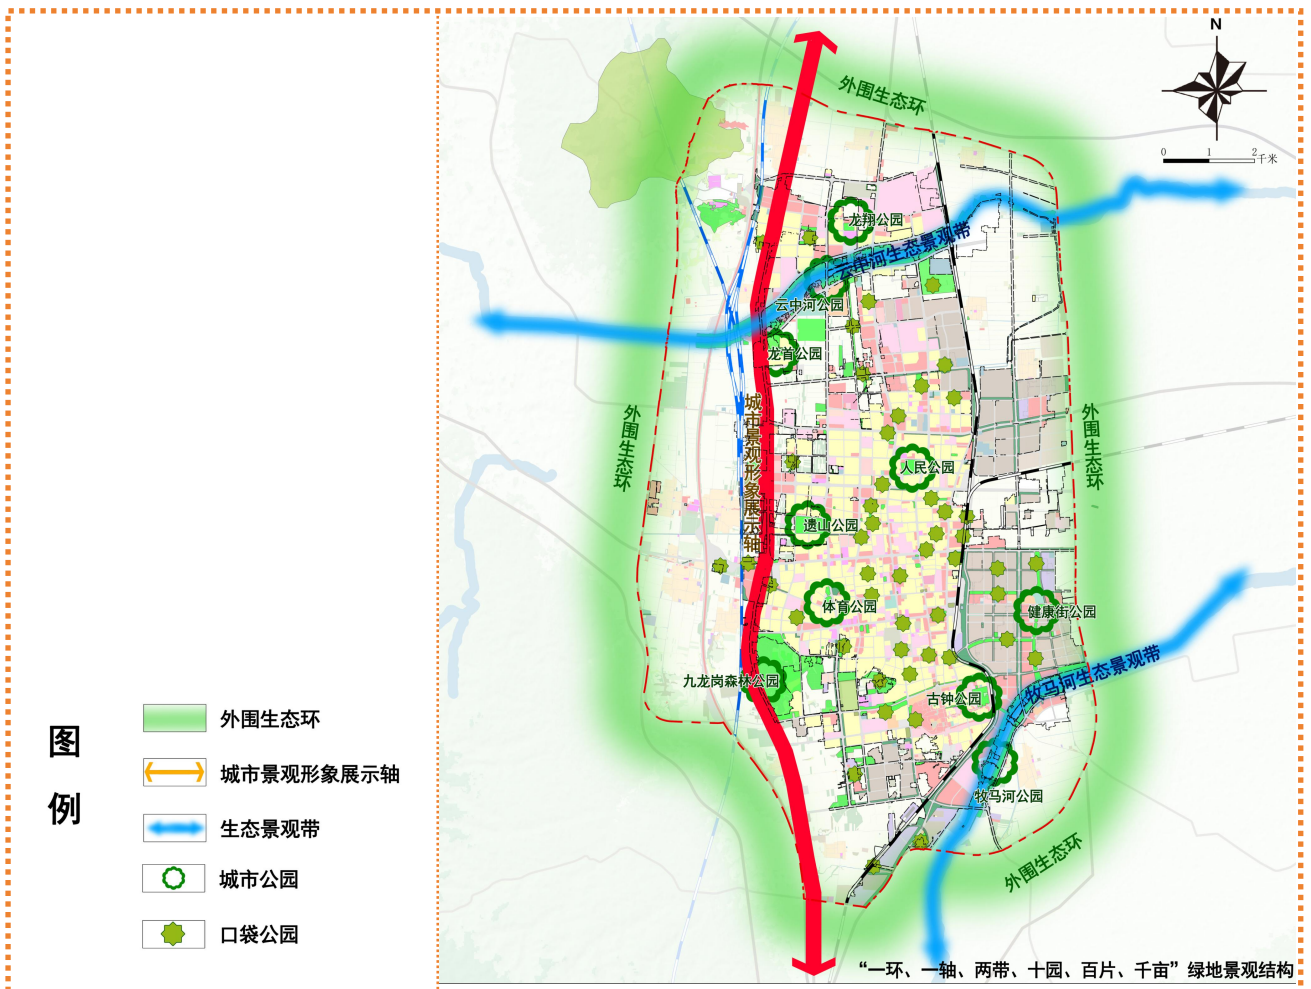 图
例
外围生态环
城市景观形象展示轴
生态景观带
城市公园
口袋公园
N
0 1 2 千米
外围生态环
龙翔公园
云中河生态景观带
云中河公园
龙首公园
城市景观形象展示轴
外围生态环
外围生态环
人民公园
遗山公园
体育公园
健康街公园
九龙岗森林公园
古钟公园
牧马河生态景观带
牧马河公园
外围生态环
“一环、一轴、两带、十园、百片、千亩”绿地景观结构